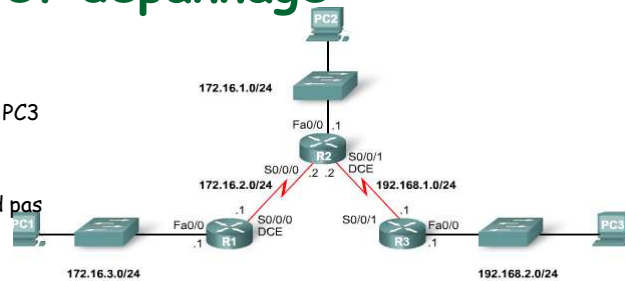 dépannage
PC2
172.16.1.0/24
PC3
Fa0/0 .1
R2
S0/0/1
DCE
S0/0/0
.2 .2
172.16.2.0/24
192.168.1.0/24
pas
.1
S0/0/0
DCE
S0/0/1
.1
PC1
Fa0/0
.1
R1
R3
Fa0/0
.1
PC3
172.16.3.0/24
192.168.2.0/24